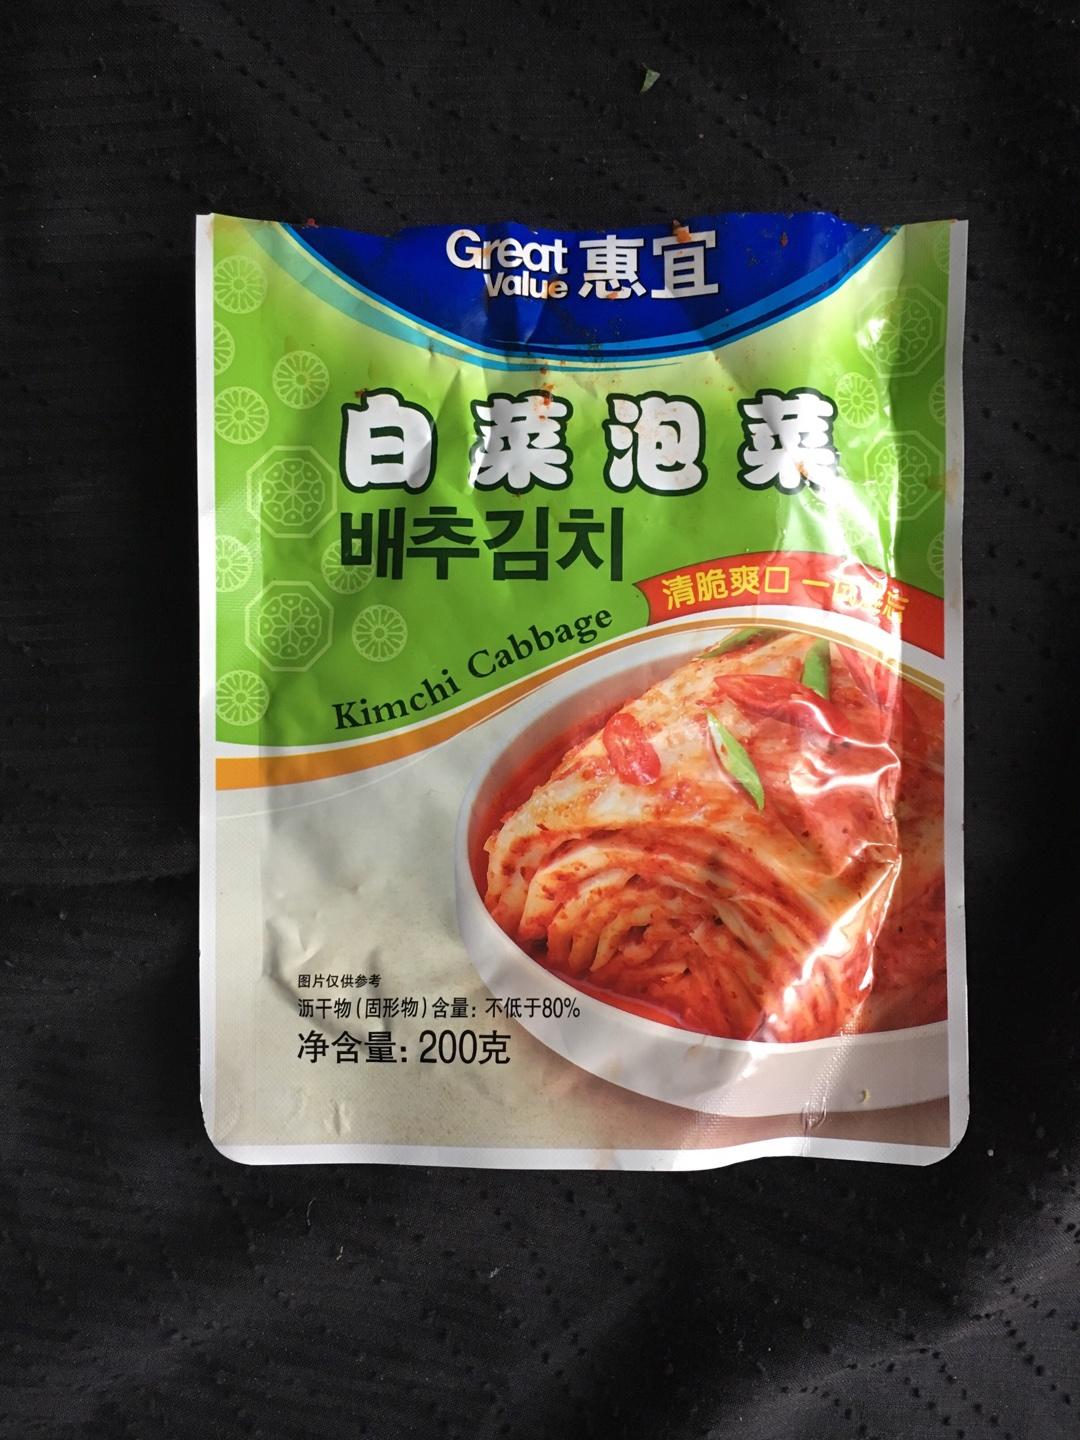 Great Value 惠宜
白菜泡菜
배추김치
清脆爽口 一
Kimchi Cabbage
图片仅供参考
沥干物(固形物)含量：不低于80%
净含量：200克